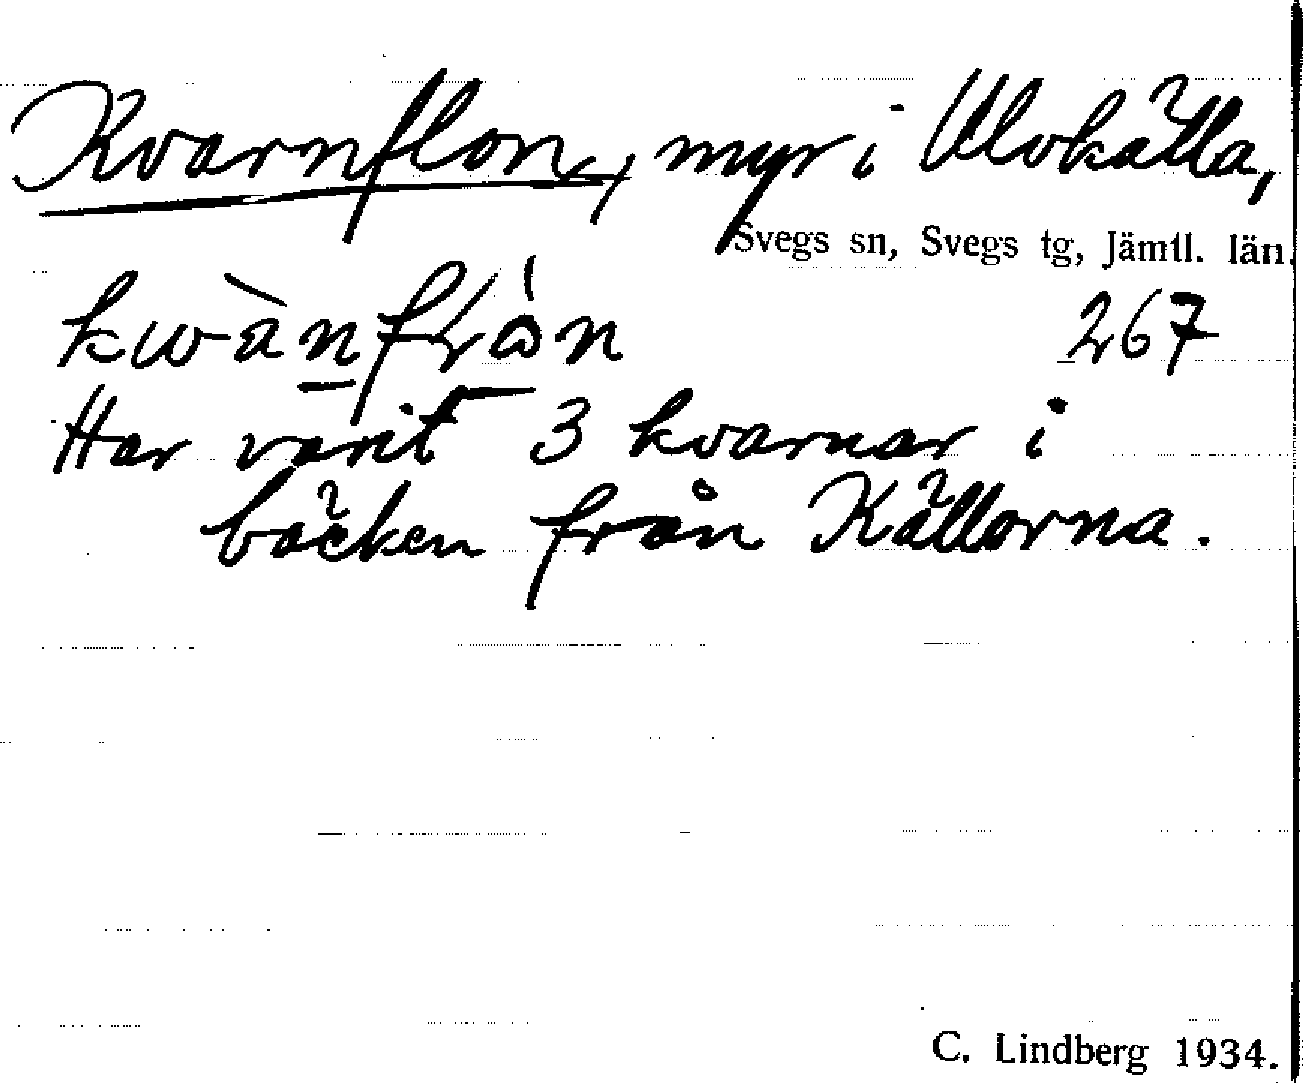 Kvarnflon, myr i Ulvkälla,
Svegs sn, Svegs tg, Jämtl. län.
267
Har varit 3 kvarnar i
bäcken från Källorna.
C. Lindberg 1934.